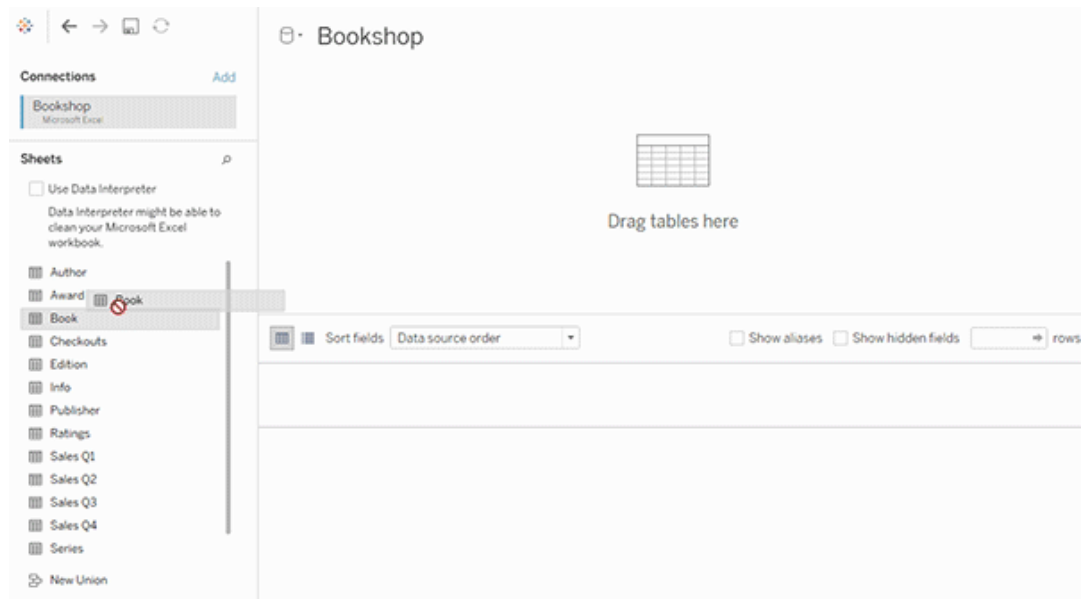 Bookshop
Connections
Add
Bookshop
Microsoft Excel
Sheets
Use Data Interpreter
Data Interpreter might be able to
clean your Microsoft Excel
workbook.
Author
Award
Book
Book
Checkouts
Edition
Info
Publisher
Ratings
Sales Q1
Sales Q2
Sales Q3
Sales Q4
Series
New Union
Drag tables here
Sort fields Data source order
Show aliases Show hidden fields rows